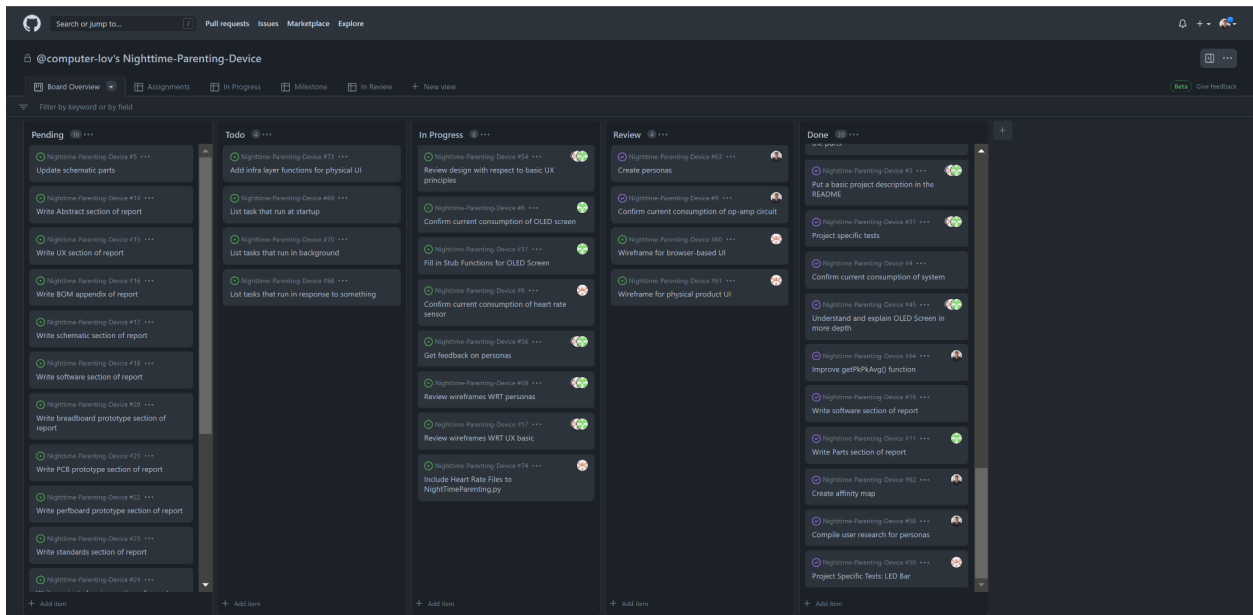 Search or jump to...
/
Pull requests Issues Marketplace Explore
@computer-lov's Nighttime-Parenting-Device
Board Overview
Assignments
In Progress
Milestone
In Review
+ New view
Beta Give feedback
Filter by keyword or by field
Pending 16 ...
Nighttime-Parenting-Device #5 ...
Update schematic parts
Nighttime-Parenting-Device #14 ...
Write Abstract section of report
Nighttime-Parenting-Device #15 ...
Write UX section of report
Nighttime-Parenting-Device #16 ...
Write BOM appendix of report
Nighttime-Parenting-Device #17 ...
Write schematic section of report
Nighttime-Parenting-Device #18 ...
Write software section of report
Nighttime-Parenting-Device #20 ...
Write breadboard prototype section of
report
Nighttime-Parenting-Device #21 ...
Write PCB prototype section of report
Nighttime-Parenting-Device #22 ...
Write perfboard prototype section of report
Nighttime-Parenting-Device #23 ...
Write standards section of report
Nighttime-Parenting-Device #24 ...
+ Add item
Todo 4 ...
Nighttime-Parenting-Device #73 ...
Add infra layer functions for physical UI
Nighttime-Parenting-Device #69 ...
List task that run at startup
Nighttime-Parenting-Device #70 ...
List tasks that run in background
Nighttime-Parenting-Device #68 ...
List tasks that run in response to something
+ Add item
In Progress 8 ...
Nighttime-Parenting-Device #54 ...
Review design with respect to basic UX
principles
Nighttime-Parenting-Device #8 ...
Confirm current consumption of OLED screen
Nighttime-Parenting-Device #37 ...
Fill in Stub Functions for OLED Screen
Nighttime-Parenting-Device #6 ...
Confirm current consumption of heart rate
sensor
Nighttime-Parenting-Device #56 ...
Get feedback on personas
Nighttime-Parenting-Device #59 ...
Review wireframes WRT personas
Nighttime-Parenting-Device #57 ...
Review wireframes WRT UX basic
Nighttime-Parenting-Device #74 ...
Include Heart Rate Files to
NightTimeParenting.py
+ Add item
Review 4 ...
Nighttime-Parenting-Device #63 ...
Create personas
Nighttime-Parenting-Device #9 ...
Confirm current consumption of op-amp circuit
Nighttime-Parenting-Device #60 ...
Wireframe for browser-based UI
Nighttime-Parenting-Device #61 ...
Wireframe for physical product UI
+ Add item
Done 33 ...
the parts
Nighttime-Parenting-Device #3 ...
Put a basic project description in the
README
Nighttime-Parenting-Device #31 ...
Project specific tests
Nighttime-Parenting-Device #4 ...
Confirm current consumption of system
Nighttime-Parenting-Device #45 ...
Understand and explain OLED Screen in
more depth
Nighttime-Parenting-Device #64 ...
Improve getPkPkAvg() function
Nighttime-Parenting-Device #19 ...
Write software section of report
Nighttime-Parenting-Device #11 ...
Write Parts section of report
Nighttime-Parenting-Device #62 ...
Create affinity map
Nighttime-Parenting-Device #58 ...
Compile user research for personas
Nighttime-Parenting-Device #50 ...
Project Specific Tests: LED Bar
+ Add item